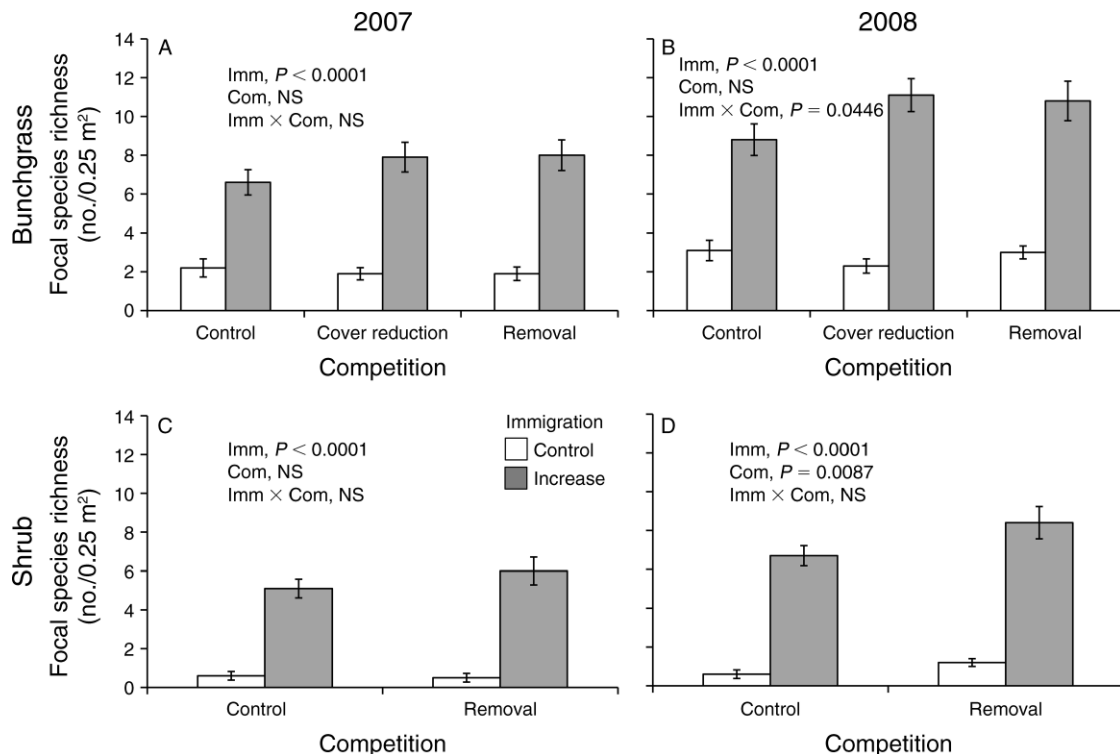 2007
2008
Bunchgrass
Focal species richness
(no./0.25 m²)
14
12
10
8
6
4
2
0
A
Imm, P < 0.0001
Com, NS
Imm × Com, NS
Control
Cover reduction
Removal
Competition
B
Imm, P < 0.0001
Com, NS
Imm × Com, P = 0.0446
Control
Cover reduction
Removal
Competition
Shrub
Focal species richness
(no./0.25 m²)
14
12
10
8
6
4
2
0
C
Imm, P < 0.0001
Com, NS
Imm × Com, NS
Immigration
Control
Increase
Control
Removal
Competition
D
Imm, P < 0.0001
Com, P = 0.0087
Imm × Com, NS
Control
Removal
Competition